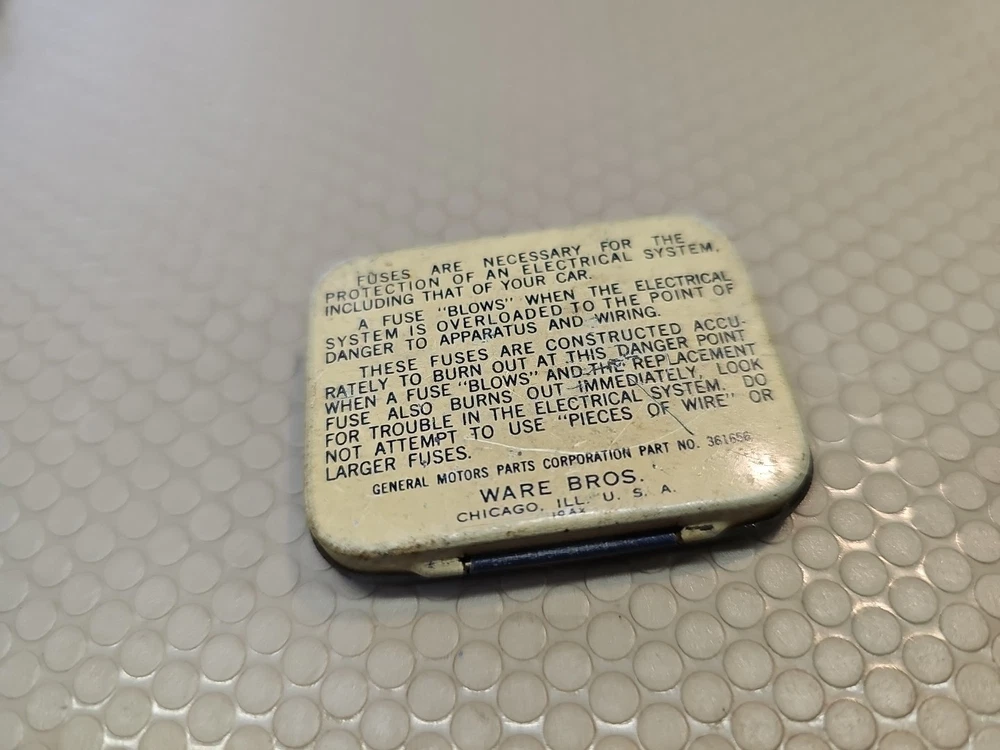 FUSES ARE NECESSARY FOR THE
PROTECTION OF AN ELECTRICAL SYSTEM,
INCLUDING THAT OF YOUR CAR.
A FUSE "BLOWS" WHEN THE ELECTRICAL
SYSTEM IS OVERLOADED TO THE POINT OF
DANGER TO APPARATUS AND WIRING.
THESE FUSES ARE CONSTRUCTED ACCU-
RATELY TO BURN OUT AT THIS DANGER POINT
WHEN A FUSE "BLOWS" AND THE REPLACEMENT
FUSE ALSO BURNS OUT IMMEDIATELY, LOOK
FOR TROUBLE IN THE ELECTRICAL SYSTEM. DO
NOT ATTEMPT TO USE "PIECES OF WIRE" OR
LARGER FUSES.
GENERAL MOTORS PARTS CORPORATION PART NO. 361656
WARE BROS.
CHICAGO, ILL. U. S. A.